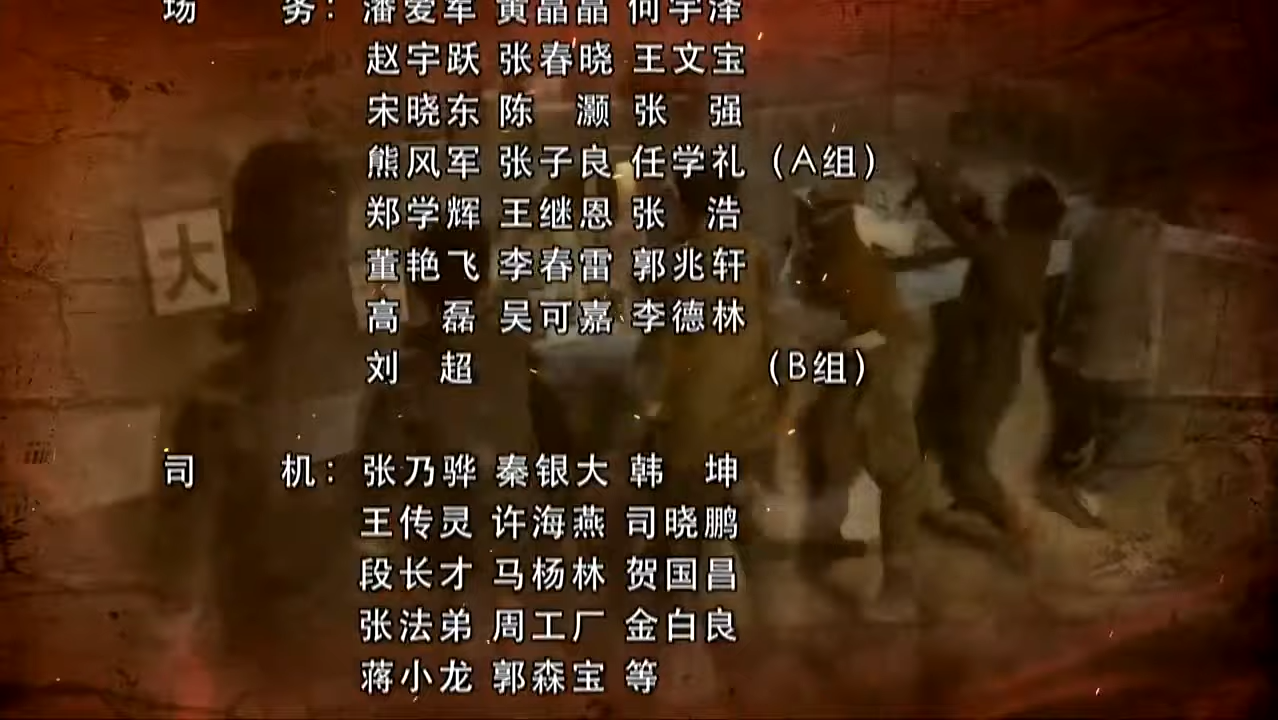 场 务：潘爱军 黄晶晶 何宇泽
赵宇跃 张春晓 王文宝
宋晓东 陈 灏 张 强
熊风军 张子良 任学礼（A组）
郑学辉 王继恩 张 浩
董艳飞 李春雷 郭兆轩
高 磊 吴可嘉 李德林
刘 超 （B组）
大
司 机：张乃骅 秦银大 韩 坤
王传灵 许海燕 司晓鹏
段长才 马杨林 贺国昌
张法弟 周工厂 金白良
蒋小龙 郭森宝 等